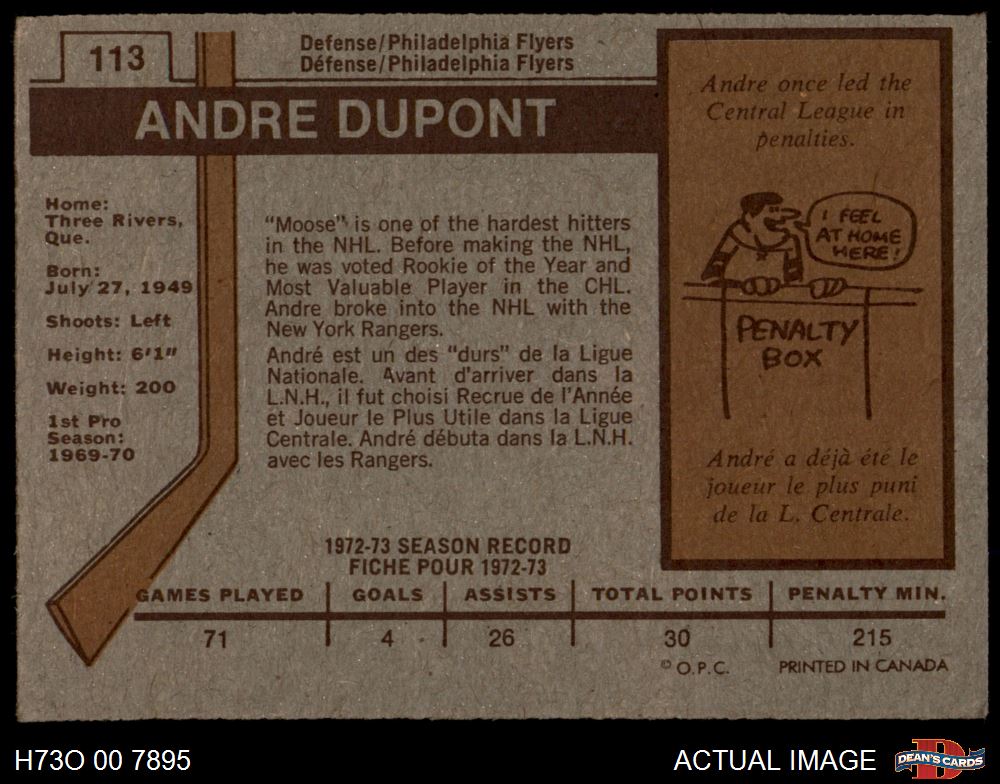 113
Defense/Philadelphia Flyers
Défense/Philadelphia Flyers
ANDRE DUPONT
Home:
Three Rivers,
Que.
Born:
July 27, 1949
Shoots: Left
Height: 6'1"
Weight: 200
1st Pro
Season:
1969-70
"Moose" is one of the hardest hitters
in the NHL. Before making the NHL,
he was voted Rookie of the Year and
Most Valuable Player in the CHL.
Andre broke into the NHL with the
New York Rangers.
André est un des "durs" de la Ligue
Nationale. Avant d'arriver dans la
L.N.H., il fut choisi Recrue de l'Année
et Joueur le Plus Utile dans la Ligue
Centrale. André débuta dans la L.N.H.
avec les Rangers.
Andre once led the
Central League in
penalties.
I FEEL
AT HOME
HERE!
PENALTY
BOX
André a déjà été le
joueur le plus puni
de la L. Centrale.
1972-73 SEASON RECORD
FICHE POUR 1972-73
GAMES PLAYED GOALS ASSISTS TOTAL POINTS PENALTY MIN.
71 4 26 30 215
© O.P.C. PRINTED IN CANADA
H73O 00 7895 ACTUAL IMAGE DEAN'S CARDS